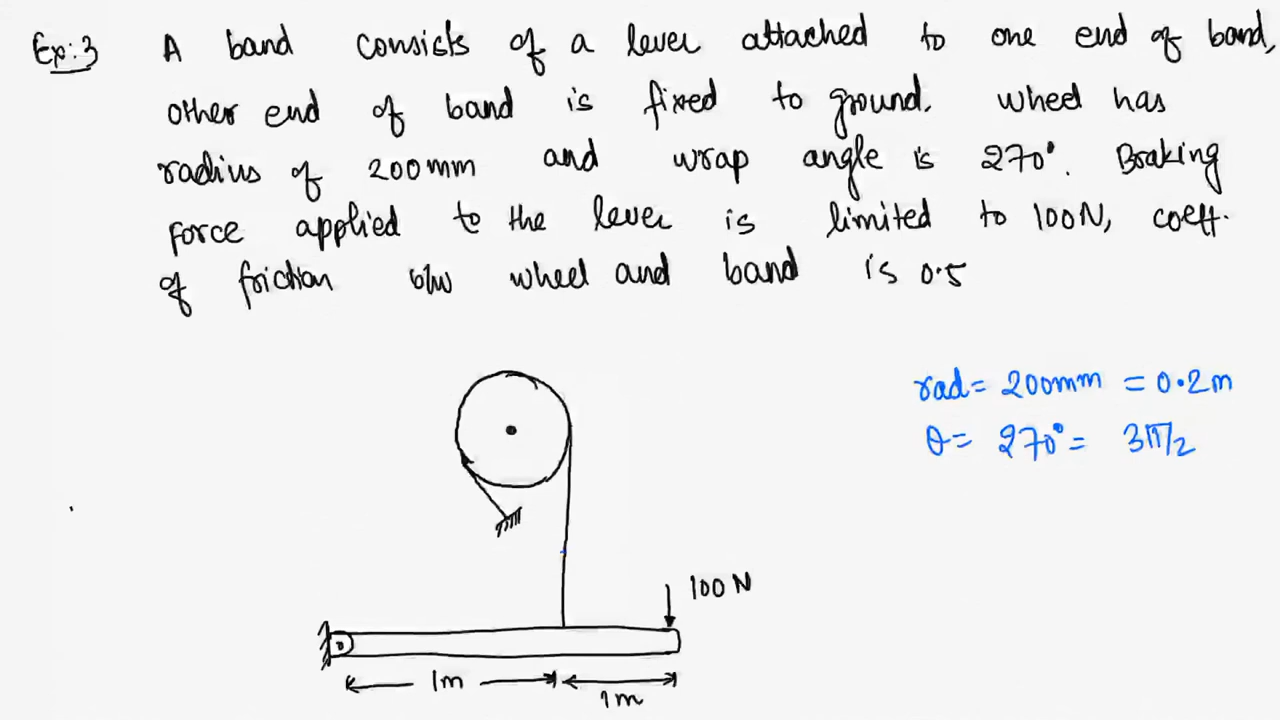 Ex:3 A band consists of a lever attached to one end of band,
other end of band is fixed to ground. wheel has
radius of 200mm and wrap angle is 270°. Braking
force applied to the lever is limited to 100N, coeff.
of friction b/w wheel and band is 0.5
rad = 200mm = 0.2m
θ = 270° = 3π/2
100 N
1m
1m